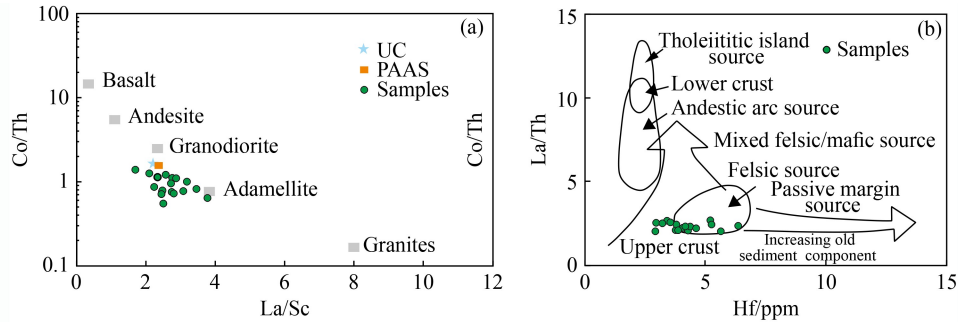 (a)
100
10
1
0.1
Co/Th
UC
PAAS
Samples
Basalt
Andesite
Granodiorite
Adamellite
Granites
0
2
4
6
8
10
12
La/Sc
Co/Th
(b)
15
10
5
0
La/Th
Tholeiititic island
source
Samples
Lower crust
Andestic arc source
Mixed felsic/mafic source
Felsic source
Passive margin
source
Upper crust
Increasing old
sediment component
0
5
10
15
Hf/ppm